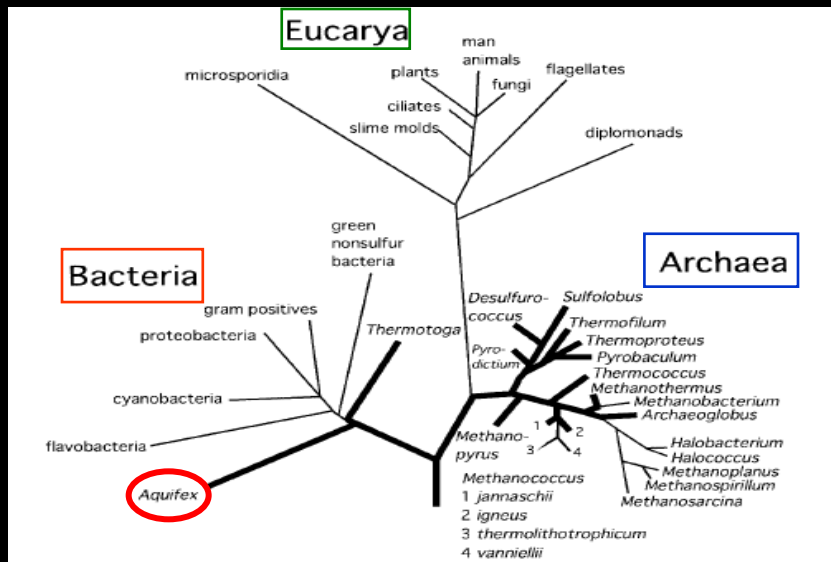 Eucarya
man
animals
plants
fungi
flagellates
microsporidia
ciliates
slime molds
diplomonads
green
nonsulfur
bacteria
Bacteria
Archaea
gram positives
proteobacteria
Thermotoga
cyanobacteria
flavobacteria
Aquifex
Desulfuro-
coccus
Sulfolobus
Thermofilum
Pyro-
dictium
Thermoproteus
Pyrobaculum
Thermococcus
Methanothermus
Methanobacterium
Archaeoglobus
Methano-
pyrus
1
2
3
4
Halobacterium
Halococcus
Methanoplanus
Methanospirillum
Methanosarcina
Methanococcus
1 jannaschii
2 igneus
3 thermolithotrophicum
4 vanniellii